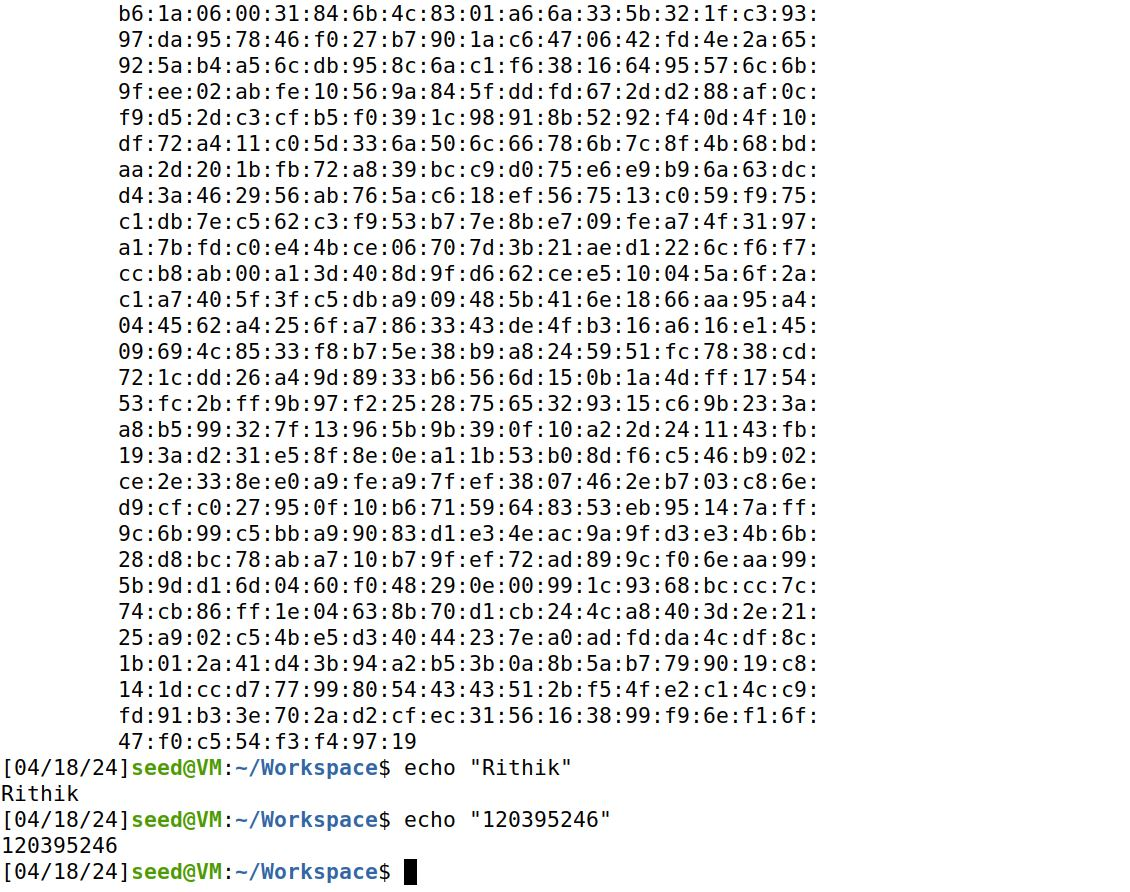 b6:1a:06:00:31:84:6b:4c:83:01:a6:6a:33:5b:32:1f:c3:93:
97:da:95:78:46:f0:27:b7:90:1a:c6:47:06:42:fd:4e:2a:65:
92:5a:b4:a5:6c:db:95:8c:6a:c1:f6:38:16:64:95:57:6c:6b:
9f:ee:02:ab:fe:10:56:9a:84:5f:dd:fd:67:2d:d2:88:af:0c:
f9:d5:2d:c3:cf:b5:f0:39:1c:98:91:8b:52:92:f4:0d:4f:10:
df:72:a4:11:c0:5d:33:6a:50:6c:66:78:6b:7c:8f:4b:68:bd:
aa:2d:20:1b:fb:72:a8:39:bc:c9:d0:75:e6:e9:b9:6a:63:dc:
d4:3a:46:29:56:ab:76:5a:c6:18:ef:56:75:13:c0:59:f9:75:
c1:db:7e:c5:62:c3:f9:53:b7:7e:8b:e7:09:fe:a7:4f:31:97:
a1:7b:fd:c0:e4:4b:ce:06:70:7d:3b:21:ae:d1:22:6c:f6:f7:
cc:b8:ab:00:a1:3d:40:8d:9f:d6:62:ce:e5:10:04:5a:6f:2a:
c1:a7:40:5f:3f:c5:db:a9:09:48:5b:41:6e:18:66:aa:95:a4:
04:45:62:a4:25:6f:a7:86:33:43:de:4f:b3:16:a6:16:e1:45:
09:69:4c:85:33:f8:b7:5e:38:b9:a8:24:59:51:fc:78:38:cd:
72:1c:dd:26:a4:9d:89:33:b6:56:6d:15:0b:1a:4d:ff:17:54:
53:fc:2b:ff:9b:97:f2:25:28:75:65:32:93:15:c6:9b:23:3a:
a8:b5:99:32:7f:13:96:5b:9b:39:0f:10:a2:2d:24:11:43:fb:
19:3a:d2:31:e5:8f:8e:0e:a1:1b:53:b0:8d:f6:c5:46:b9:02:
ce:2e:33:8e:e0:a9:fe:a9:7f:ef:38:07:46:2e:b7:03:c8:6e:
d9:cf:c0:27:95:0f:10:b6:71:59:64:83:53:eb:95:14:7a:ff:
9c:6b:99:c5:bb:a9:90:83:d1:e3:4e:ac:9a:9f:d3:e3:4b:6b:
28:d8:bc:78:ab:a7:10:b7:9f:ef:72:ad:89:9c:f0:6e:aa:99:
5b:9d:d1:6d:04:60:f0:48:29:0e:00:99:1c:93:68:bc:cc:7c:
74:cb:86:ff:1e:04:63:8b:70:d1:cb:24:4c:a8:40:3d:2e:21:
25:a9:02:c5:4b:e5:d3:40:44:23:7e:a0:ad:fd:da:4c:df:8c:
1b:01:2a:41:d4:3b:94:a2:b5:3b:0a:8b:5a:b7:79:90:19:c8:
14:1d:cc:d7:77:99:80:54:43:43:51:2b:f5:4f:e2:c1:4c:c9:
fd:91:b3:3e:70:2a:d2:cf:ec:31:56:16:38:99:f9:6e:f1:6f:
47:f0:c5:54:f3:f4:97:19
[04/18/24]seed@VM:~/Workspace$ echo "Rithik"
Rithik
[04/18/24]seed@VM:~/Workspace$ echo "120395246"
120395246
[04/18/24]seed@VM:~/Workspace$